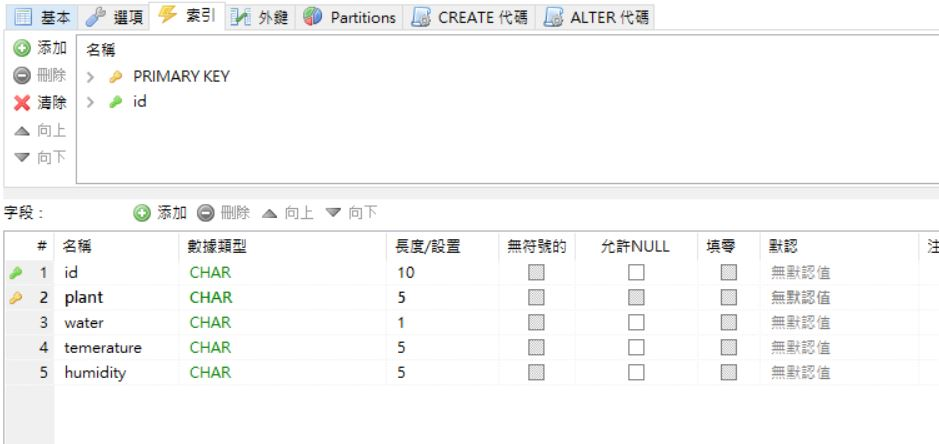 基本 選項 索引 外鍵 Partitions CREATE 代碼 ALTER 代碼
添加 名稱
刪除 PRIMARY KEY
清除 id
向上
向下
字段： 添加 刪除 向上 向下
# 名稱 數據類型 長度/設置 無符號的 允許NULL 填零 默認 注
1 id CHAR 10 無默認值
2 plant CHAR 5 無默認值
3 water CHAR 1 無默認值
4 temerature CHAR 5 無默認值
5 humidity CHAR 5 無默認值